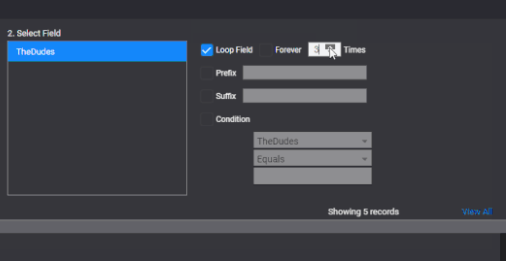 2. Select Field
TheDudes
Loop Field Forever 3 Times
Prefix
Suffix
Condition
TheDudes
Equals
Showing 5 records View All